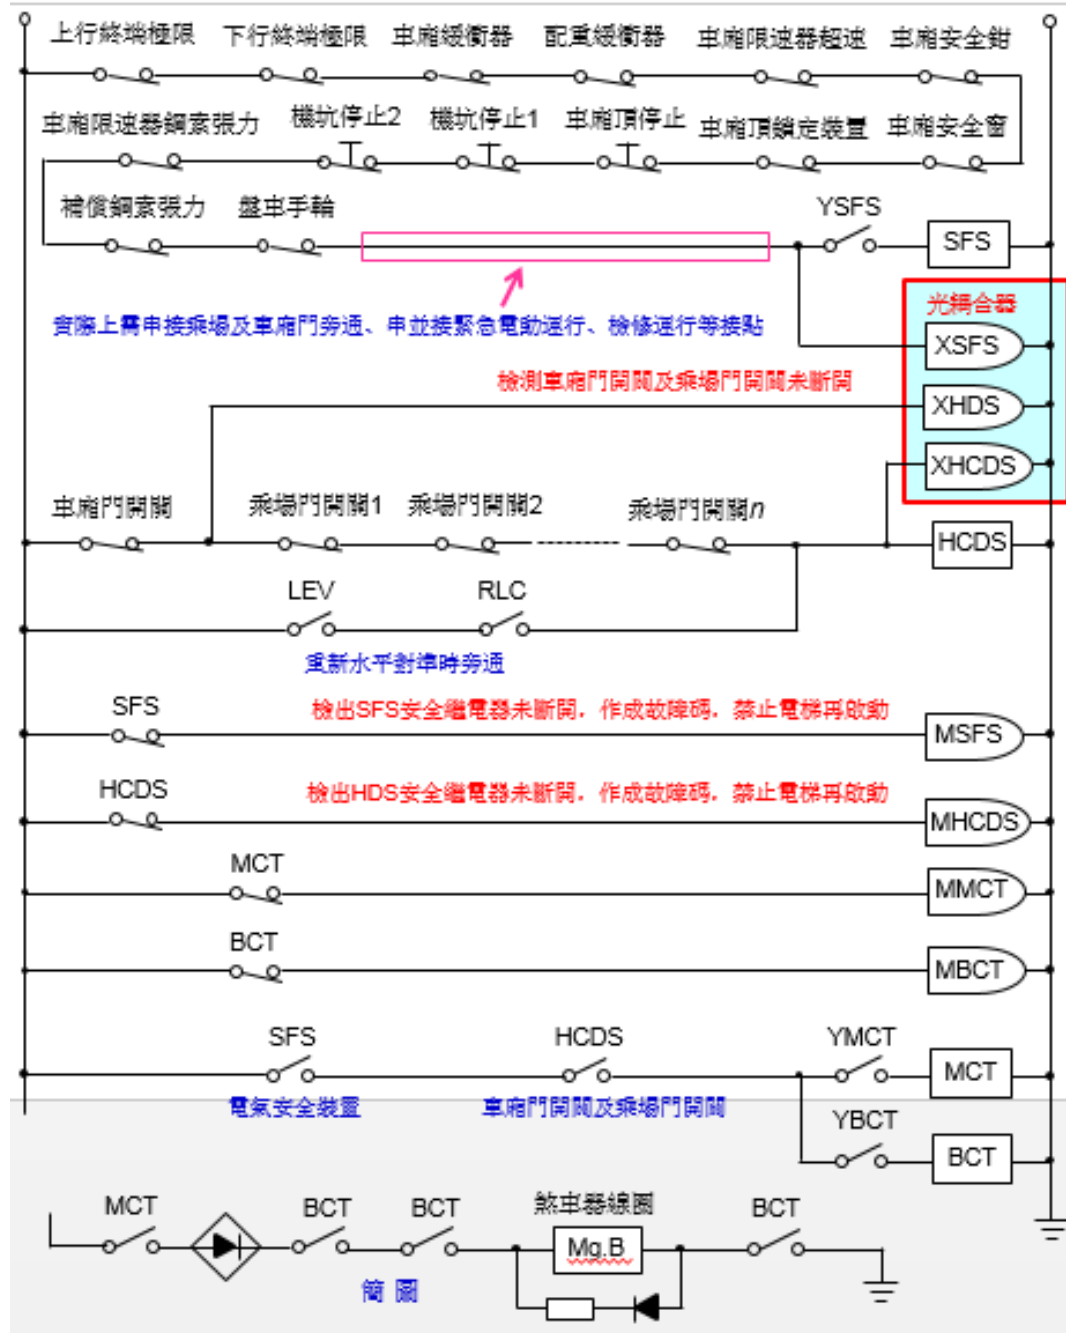 上行終端極限 下行終端極限 車廂緩衝器 配重緩衝器 車廂限速器超速 車廂安全鉗
車廂限速器鋼索張力 機坑停止2 機坑停止1 車廂頂停止 車廂頂鎖定裝置 車廂安全窗
補償鋼索張力 盤車手輪 YSFS
SFS
實際上需串接乘場及車廂門旁通、串並接緊急電動運行、檢修運行等接點
光耦合器
XSFS
檢測車廂門開關及乘場門開關未斷開
XHDS
XHCDS
車廂門開關 乘場門開關1 乘場門開關2 乘場門開關n
HCDS
LEV RLC
重新水平對準時旁通
SFS 檢出SFS安全繼電器未斷開，作成故障碼，禁止電梯再啟動
MSFS
HCDS 檢出HDS安全繼電器未斷開，作成故障碼，禁止電梯再啟動
MHCDS
MCT
MMCT
BCT
MBCT
SFS HCDS YMCT
MCT
電氣安全裝置 車廂門開關及乘場門開關
YBCT
BCT
MCT BCT BCT 煞車器線圈 BCT
Mg.B
簡 圖